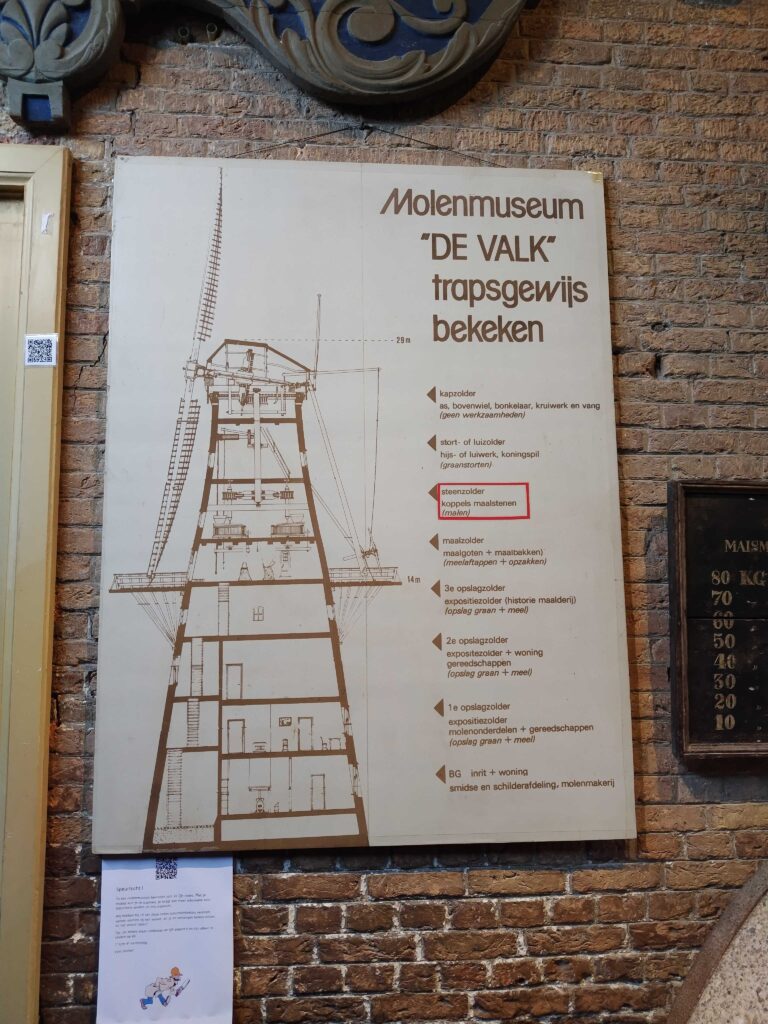 Molenmuseum
"DE VALK"
trapsgewijs
bekeken
29 m
kapzolder
as, bovenwiel, bonkelaar, kruiwerk en vang
(geen werkzaamheden)
stort- of luizolder
hijs- of luiwerk, koningspil
(graanstorten)
steenzolder
koppels maalstenen
(malen)
maalzolder
maalgoten + maalbakken)
(meelaftappen + opzakken)
14 m
3e opslagzolder
expositiezolder (historie maalderij)
(opslag graan + meel)
2e opslagzolder
expositezolder + woning
gereedschappen
(opslag graan + meel)
1e opslagzolder
expositiezolder
molenonderdelen + gereedschappen
(opslag graan + meel)
BG inrit + woning
smidse en schilderafdeling, molenmakerij
80 KG
70
60
50
40
30
20
10
Speurtocht!